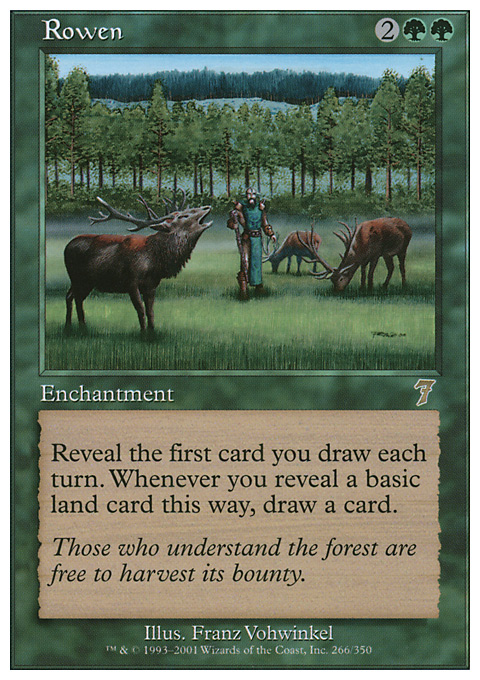 Rowen 2
Enchantment 7
Reveal the first card you draw each
turn. Whenever you reveal a basic
land card this way, draw a card.
Those who understand the forest are
free to harvest its bounty.
Illus. Franz Vohwinkel
™ & © 1993–2001 Wizards of the Coast, Inc. 266/350